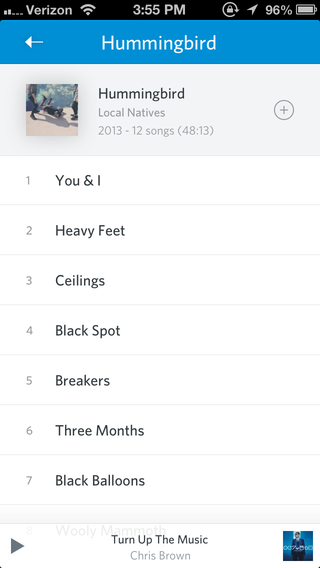 Verizon 3:55 PM 96%
Hummingbird
Hummingbird
Local Natives
2013 - 12 songs (48:13)
1 You & I
2 Heavy Feet
3 Ceilings
4 Black Spot
5 Breakers
6 Three Months
7 Black Balloons
8 Wooly Mammoth
Turn Up The Music
Chris Brown